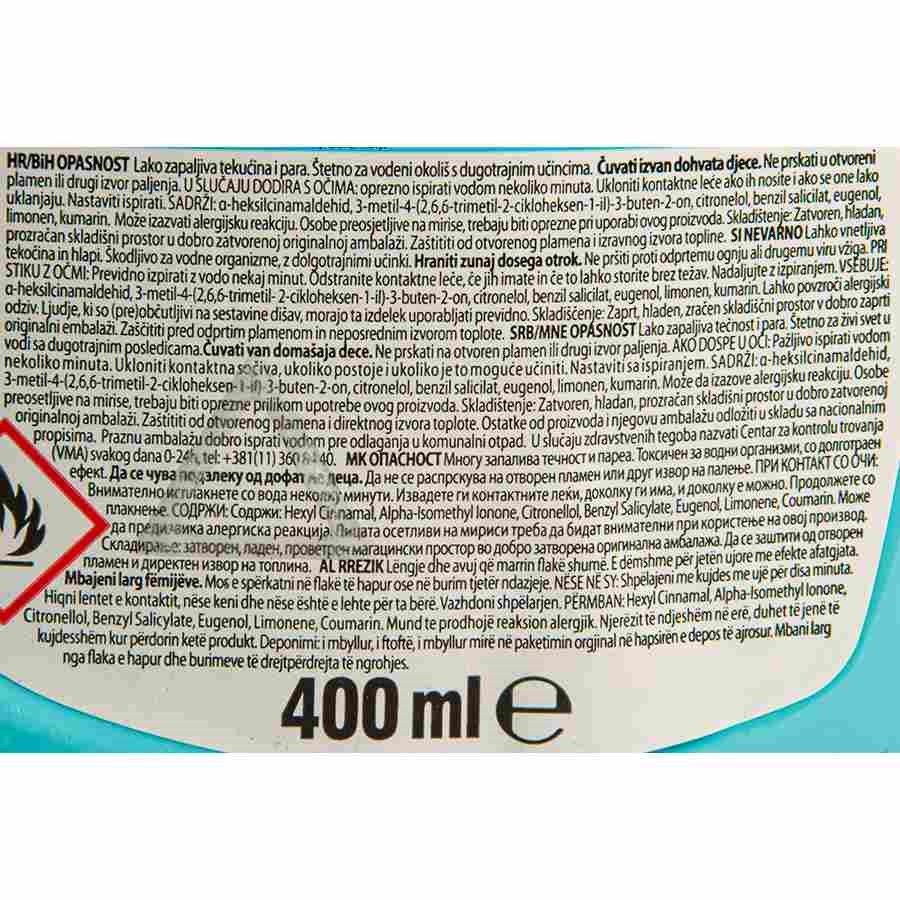 HR/BiH OPASNOST Lako zapaljiva tekućina i para. Štetno za vodeni okoliš s dugotrajnim učincima. Čuvati izvan dohvata djece. Ne prskati u otvoreni
plamen ili drugi izvor paljenja. U SLUČAJU DODIRA S OČIMA: oprezno ispirati vodom nekoliko minuta. Ukloniti kontaktne leće ako ih nosite i ako se one lako
uklanjaju. Nastaviti ispirati. SADRŽI: α-heksilcinamaldehid, 3-metil-4-(2,6,6-trimetil-2-cikloheksen-1-il)-3-buten-2-on, citronelol, benzil salicilat, eugenol,
limonen, kumarin. Može izazvati alergijsku reakciju. Osobe preosjetljive na mirise, trebaju biti oprezne pri uporabi ovog proizvoda. Skladištenje: Zatvoren, hladan,
prozračan skladišni prostor u dobro zatvorenoj originalnoj ambalaži. Zaštititi od otvorenog plamena i izravnog izvora topline. SI NEVARNO Lahko vnetljiva
tekočina in hlapi. Škodljivo za vodne organizme, z dolgotrajnimi učinki. Hraniti zunaj dosega otrok. Ne pršiti proti odprtemu ognju ali drugemu viru vžiga. PRI
STIKU Z OČMI: Previdno izpirati z vodo nekaj minut. Odstranite kontaktne leče, če jih imate in če to lahko storite brez težav. Nadaljujte z izpiranjem. VSEBUJE:
α-heksilcinamaldehid, 3-metil-4-(2,6,6-trimetil- 2-cikloheksen-1-il)-3-buten-2-on, citronelol, benzil salicilat, eugenol, limonen, kumarin. Lahko povzroči alergijski
odziv. Ljudje, ki so (pre)občutljivi na sestavine dišav, morajo ta izdelek uporabljati previdno. Skladiščenje: Zaprt, hladen, zračen skladiščni prostor v dobro zaprti
originalni embalaži. Zaščititi pred odprtim plamenom in neposrednim izvorom toplote. SRB/MNE OPASNOST Lako zapaljiva tečnost i para. Štetno za živi svet u
vodi sa dugotrajnim posledicama. Čuvati van domašaja dece. Ne prskati na otvoren plamen ili drugi izvor paljenja. AKO DOSPE U OČI: Pažljivo ispirati vodom
nekoliko minuta. Ukloniti kontaktna sočiva, ukoliko postoje i ukoliko je to moguće učiniti. Nastaviti sa ispiranjem. SADRŽI: α-heksilcinamaldehid,
3-metil-4-(2,6,6-trimetil-2-cikloheksen-1-il)-3-buten-2-on, citronelol, benzil salicilat, eugenol, limonen, kumarin. Može da izazove alergijsku reakciju. Osobe
preosetljive na mirise, trebaju biti oprezne prilikom upotrebe ovog proizvoda. Skladištenje: Zatvoren, hladan, prozračan skladišni prostor u dobro zatvorenoj
originalnoj ambalaži. Zaštititi od otvorenog plamena i direktnog izvora toplote. Ostatke od proizvoda i njegovu ambalažu odložiti u skladu sa nacionalnim
propisima. Praznu ambalažu dobro isprati vodom pre odlaganja u komunalni otpad. U slučaju zdravstvenih tegoba nazvati Centar za kontrolu trovanja
(VMA) svakog dana 0-24h, tel: +381(11) 3608440. МК ОПАСНОСТ Многу запалива течност и пареа. Токсичен за водни организми, со долготраен
ефект. Да се чува подалеку од дофат на деца. Да не се распрскува на отворен пламен или друг извор на палење. ПРИ КОНТАКТ СО ОЧИ:
Внимателно исплакнете со вода неколку минути. Извадете ги контактните леќи, доколку ги има, и доколку е можно. Продолжете со
плакнење. СОДРЖИ: Содржи: Hexyl Cinnamal, Alpha-Isomethyl Ionone, Citronellol, Benzyl Salicylate, Eugenol, Limonene, Coumarin. Може
да предизвика алергиска реакција. Лицата осетливи на мириси треба да бидат внимателни при користење на овој производ.
Складирање: затворен, ладен, проветрен магацински простор во добро затворена оригинална амбалажа. Да се заштити од отворен
пламен и директен извор на топлина. AL RREZIK Lëngje dhe avuj që marrin flakë shumë. E dëmshme për jetën ujore me efekte afatgjata.
Mbajeni larg fëmijëve. Mos e spërkatni në flakë të hapur ose në burim tjetër ndazjeje. NËSE NË SY: Shpëlajeni me kujdes me ujë për disa minuta.
Hiqni lentet e kontaktit, nëse keni dhe nëse është e lehte për ta bërë. Vazhdoni shpëlarjen. PËRMBAN: Hexyl Cinnamal, Alpha-Isomethyl Ionone,
Citronellol, Benzyl Salicylate, Eugenol, Limonene, Coumarin. Mund te prodhojë reaksion alergjik. Njerëzit të ndjeshëm në erë, duhet të jenë të
kujdesshëm kur përdorin ketë produkt. Deponimi: i mbyllur, i ftoftë, i mbyllur mirë në paketimin orgjinal në hapsirën e depos të ajrosur. Mbani larg
nga flaka e hapur dhe burimeve të drejtpërdrejta të ngrohjes.
400 ml ℮